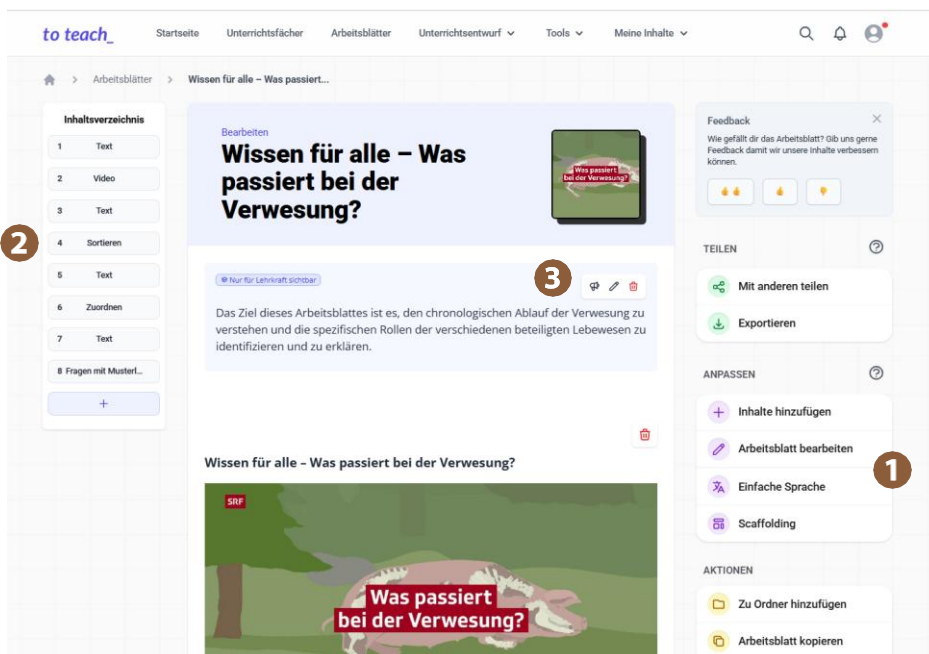 to teach_
Startseite
Unterrichtsfächer
Arbeitsblätter
Unterrichtsentwurf
Tools
Meine Inhalte
Arbeitsblätter
Wissen für alle – Was passiert...
Inhaltsverzeichnis
1 Text
2 Video
3 Text
4 Sortieren
5 Text
6 Zuordnen
7 Text
8 Fragen mit Musterl...
+
2
Bearbeiten
Wissen für alle – Was
passiert bei der
Verwesung?
Was passiert
bei der Verwesung?
Nur für Lehrkraft sichtbar
3
Das Ziel dieses Arbeitsblattes ist es, den chronologischen Ablauf der Verwesung zu
verstehen und die spezifischen Rollen der verschiedenen beteiligten Lebewesen zu
identifizieren und zu erklären.
Wissen für alle – Was passiert bei der Verwesung?
SRF
Was passiert
bei der Verwesung?
Feedback
Wie gefällt dir das Arbeitsblatt? Gib uns gerne
Feedback damit wir unsere Inhalte verbessern
können.
TEILEN
Mit anderen teilen
Exportieren
ANPASSEN
Inhalte hinzufügen
Arbeitsblatt bearbeiten
1
Einfache Sprache
Scaffolding
AKTIONEN
Zu Ordner hinzufügen
Arbeitsblatt kopieren